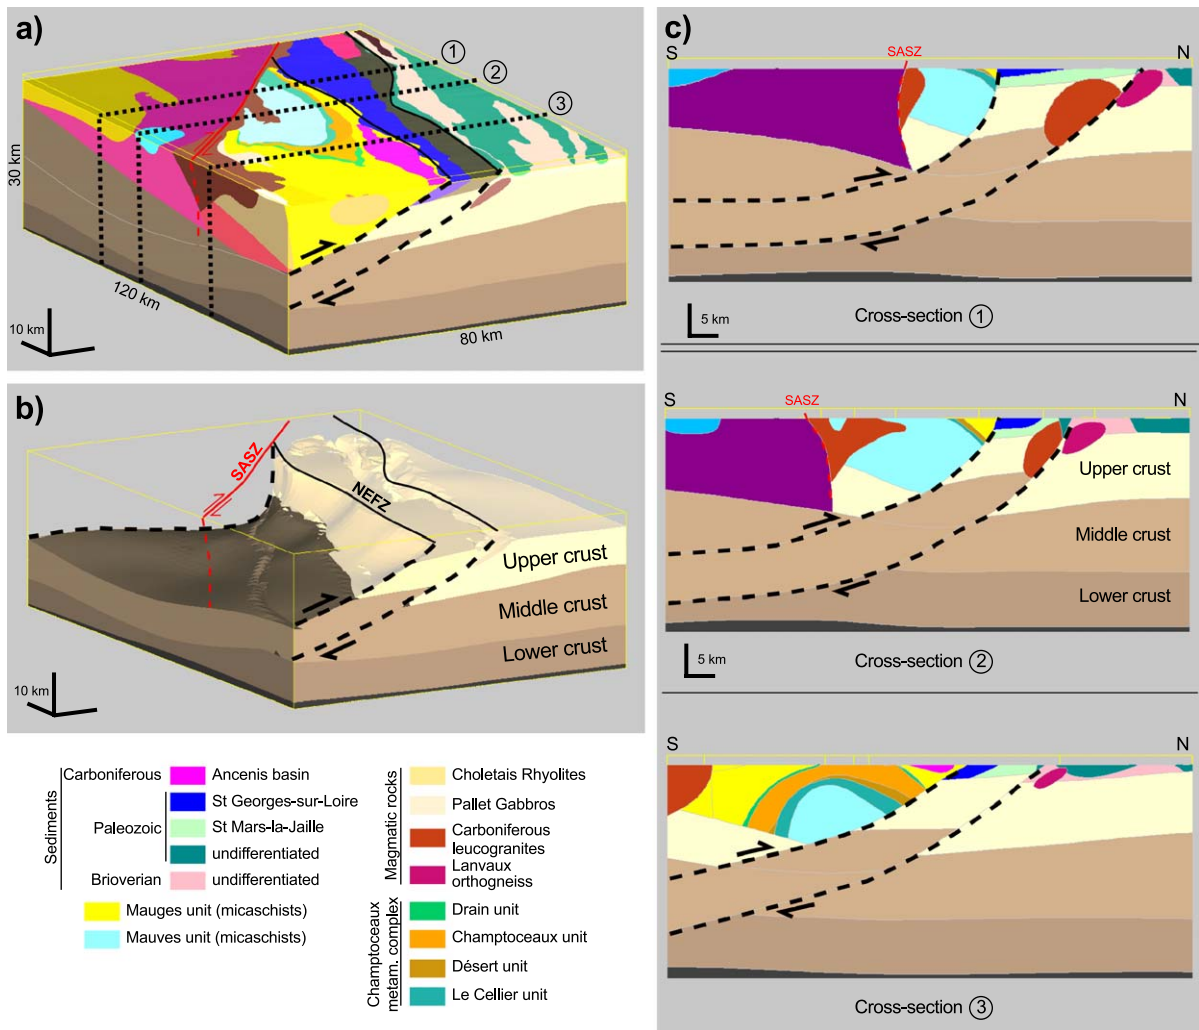 a)
1
2
3
30 km
120 km
80 km
10 km
b)
SASZ
NEFZ
Upper crust
Middle crust
Lower crust
10 km
c)
S
SASZ
N
5 km
Cross-section 1
S
SASZ
N
Upper crust
Middle crust
Lower crust
5 km
Cross-section 2
S
N
Cross-section 3
Sediments
Carboniferous
Ancenis basin
Paleozoic
St Georges-sur-Loire
St Mars-la-Jaille
undifferentiated
Brioverian
undifferentiated
Mauges unit (micaschists)
Mauves unit (micaschists)
Magmatic rocks
Choletais Rhyolites
Pallet Gabbros
Carboniferous
leucogranites
Lanvaux
orthogneiss
Champtoceaux
metam. complex
Drain unit
Champtoceaux unit
Désert unit
Le Cellier unit